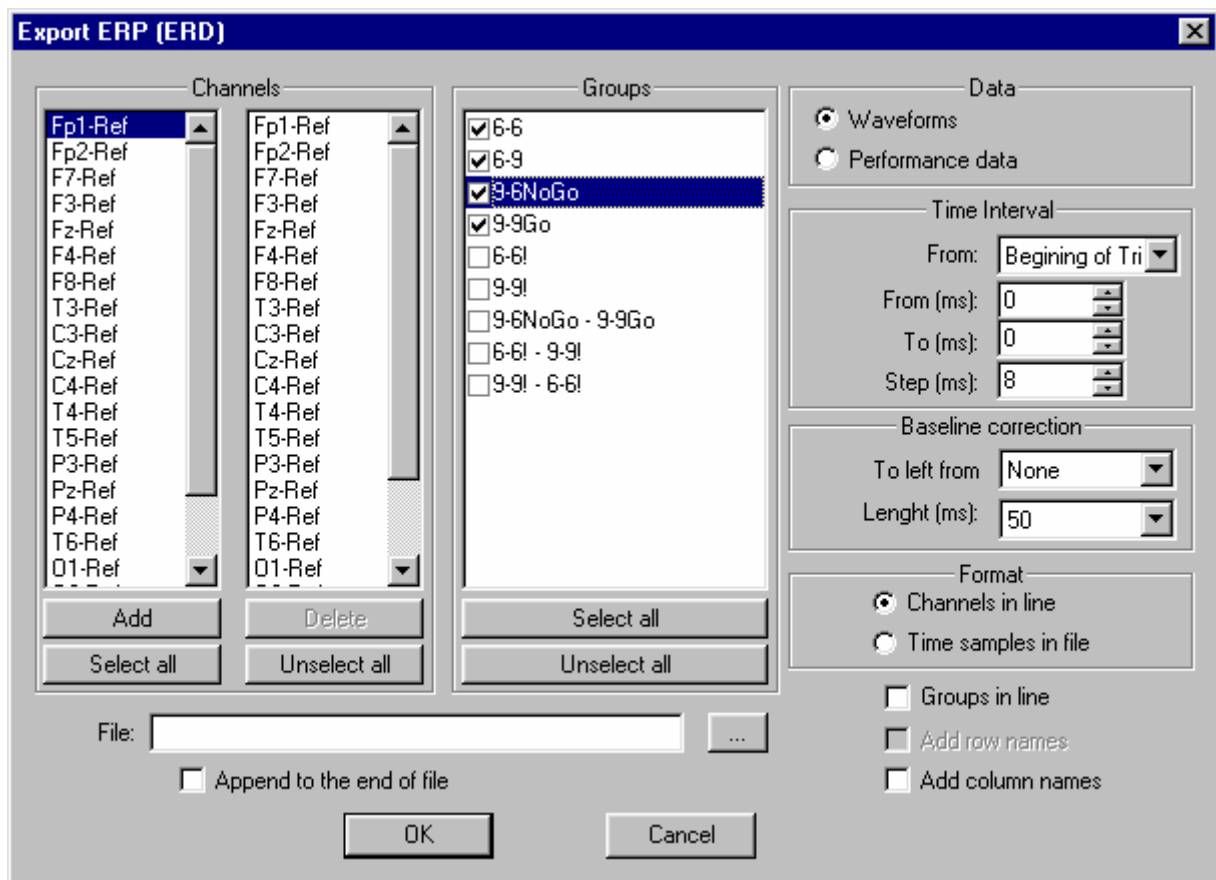 Export ERP (ERD)
Channels
Fp1-Ref
Fp2-Ref
F7-Ref
F3-Ref
Fz-Ref
F4-Ref
F8-Ref
T3-Ref
C3-Ref
Cz-Ref
C4-Ref
T4-Ref
T5-Ref
P3-Ref
Pz-Ref
P4-Ref
T6-Ref
O1-Ref
Add
Select all
Fp1-Ref
Fp2-Ref
F7-Ref
F3-Ref
Fz-Ref
F4-Ref
F8-Ref
T3-Ref
C3-Ref
Cz-Ref
C4-Ref
T4-Ref
T5-Ref
P3-Ref
Pz-Ref
P4-Ref
T6-Ref
O1-Ref
Delete
Unselect all
Groups
6-6
6-9
9-6NoGo
9-9Go
6-6!
9-9!
9-6NoGo - 9-9Go
6-6! - 9-9!
9-9! - 6-6!
Select all
Unselect all
Data
Waveforms
Performance data
Time Interval
From: Begining of Tri
From (ms): 0
To (ms): 0
Step (ms): 8
Baseline correction
To left from None
Lenght (ms): 50
Format
Channels in line
Time samples in file
Groups in line
Add row names
Add column names
File: ...
Append to the end of file
OK
Cancel